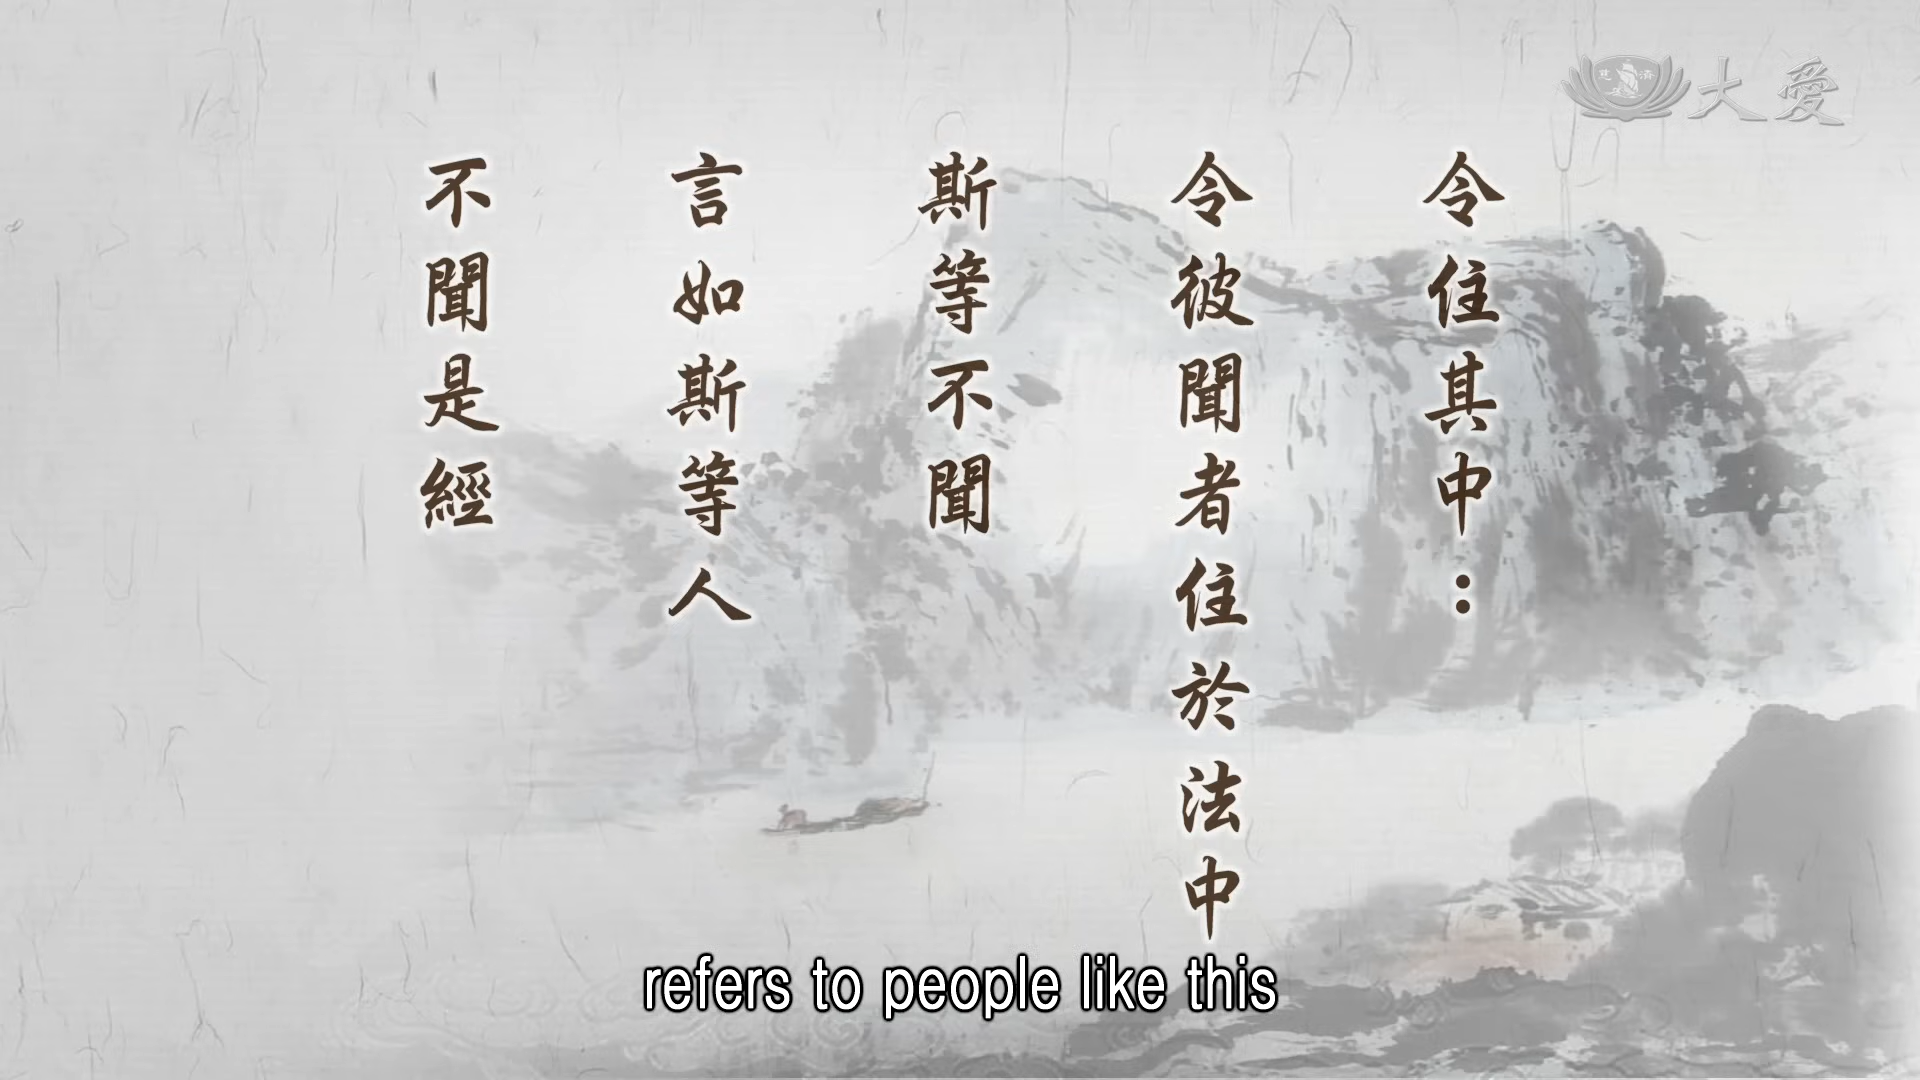 大愛
令住其中：
令彼聞者住於法中
斯等不聞
言如斯等人
不聞是經
refers to people like this